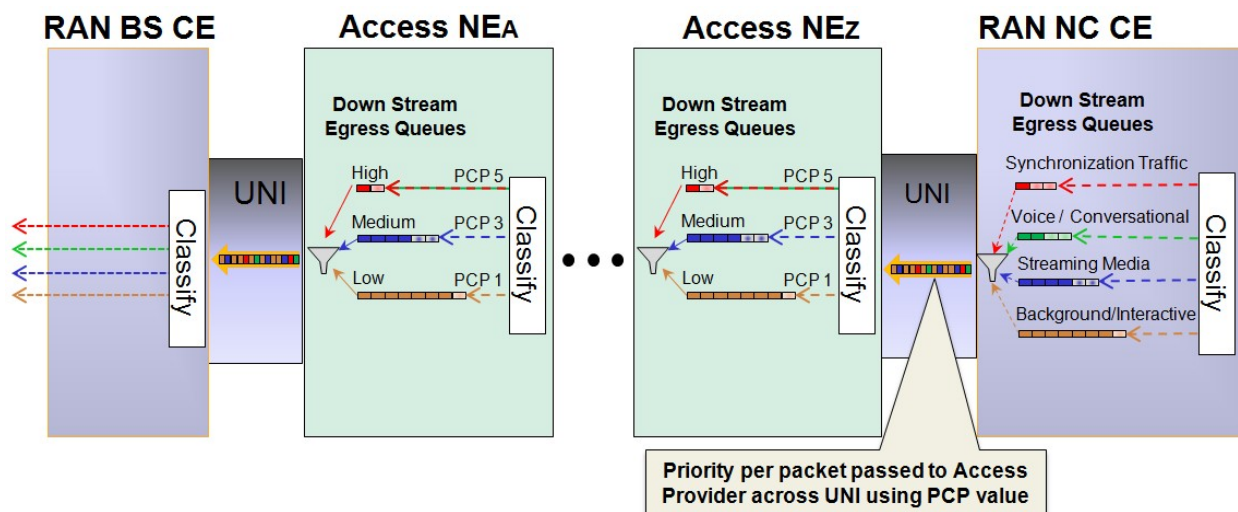 RAN BS CE
Access NEA
Access NEZ
RAN NC CE
Down Stream
Egress Queues
High
PCP 5
Medium
PCP 3
Low
PCP 1
Classify
UNI
Classify
Down Stream
Egress Queues
High
PCP 5
Medium
PCP 3
Low
PCP 1
Classify
UNI
Down Stream
Egress Queues
Synchronization Traffic
Voice / Conversational
Streaming Media
Background/Interactive
Classify
Priority per packet passed to Access
Provider across UNI using PCP value